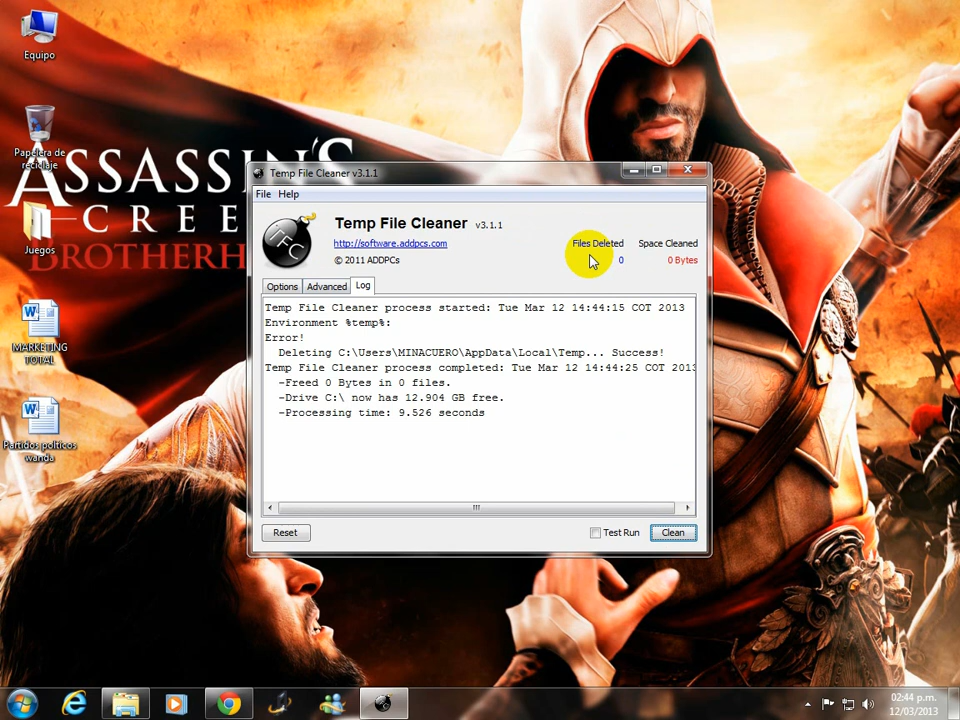 Equipo
Papelera de
reciclaje
ASSASSIN'S
CREE
BROTHERH
Juegos
MARKETING
TOTAL
Partidos politicos
wanda
Temp File Cleaner v3.1.1
File Help
TFC
Temp File Cleaner v3.1.1
http://software.addpcs.com
© 2011 ADDPCs
Files Deleted Space Cleaned
0 0 Bytes
Options Advanced Log
Temp File Cleaner process started: Tue Mar 12 14:44:15 COT 2013
Environment %temp%:
Error!
Deleting C:\Users\MINACUERO\AppData\Local\Temp... Success!
Temp File Cleaner process completed: Tue Mar 12 14:44:25 COT 2013
-Freed 0 Bytes in 0 files.
-Drive C:\ now has 12.904 GB free.
-Processing time: 9.526 seconds
Reset Test Run Clean
02:44 p.m.
12/03/2013